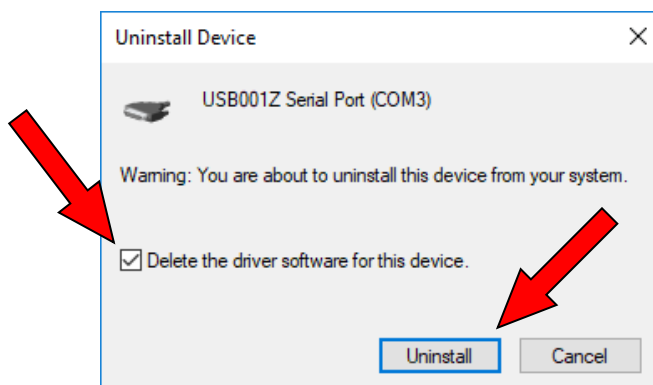 Uninstall Device
USB001Z Serial Port (COM3)
Warning: You are about to uninstall this device from your system.
Delete the driver software for this device.
Uninstall Cancel